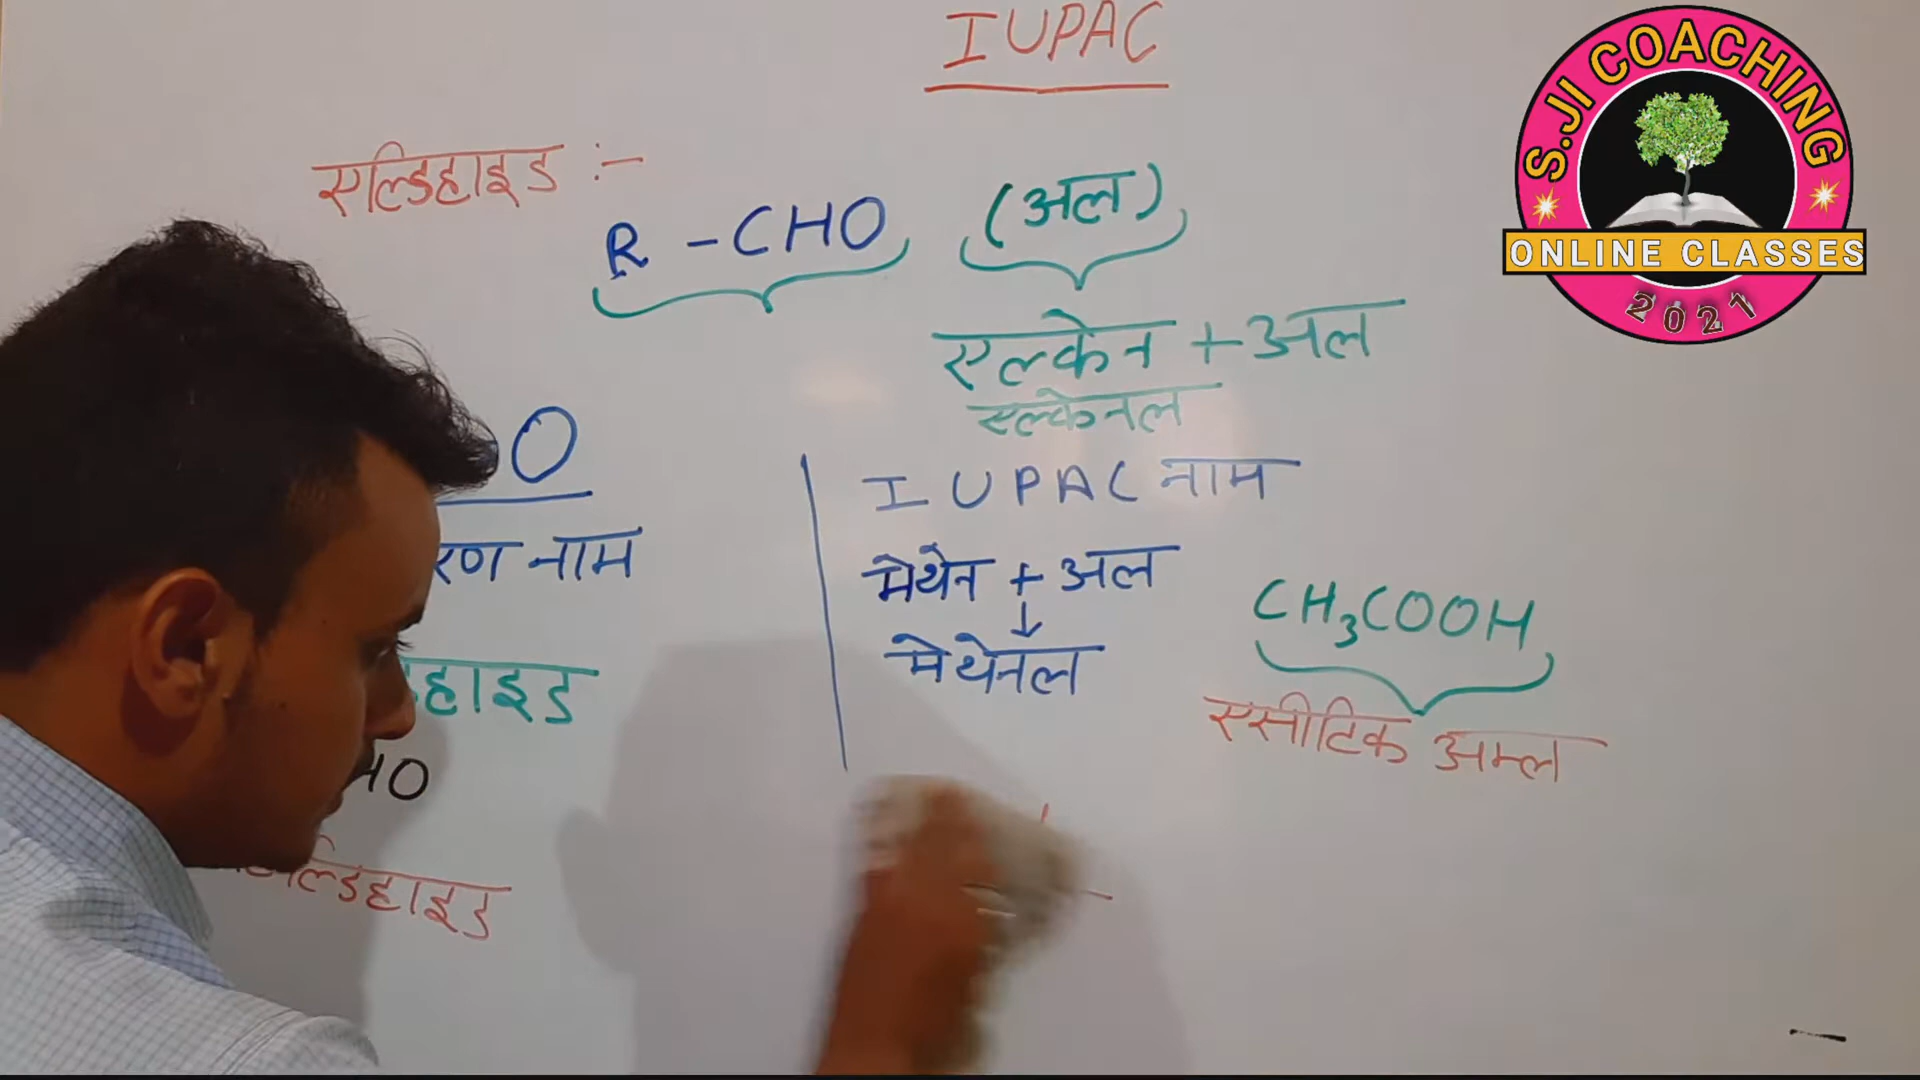 IUPAC
S.JI COACHING
ONLINE CLASSES
2021
एल्डिहाइड :-
R - CHO (अल)
एल्केन + अल
एल्केनल
O
IUPAC नाम
रण नाम
मेथेन + अल
↓
मेथेनल
CH₃COOH
हाइड
एसीटिक अम्ल
HO
ल्डिहाइड